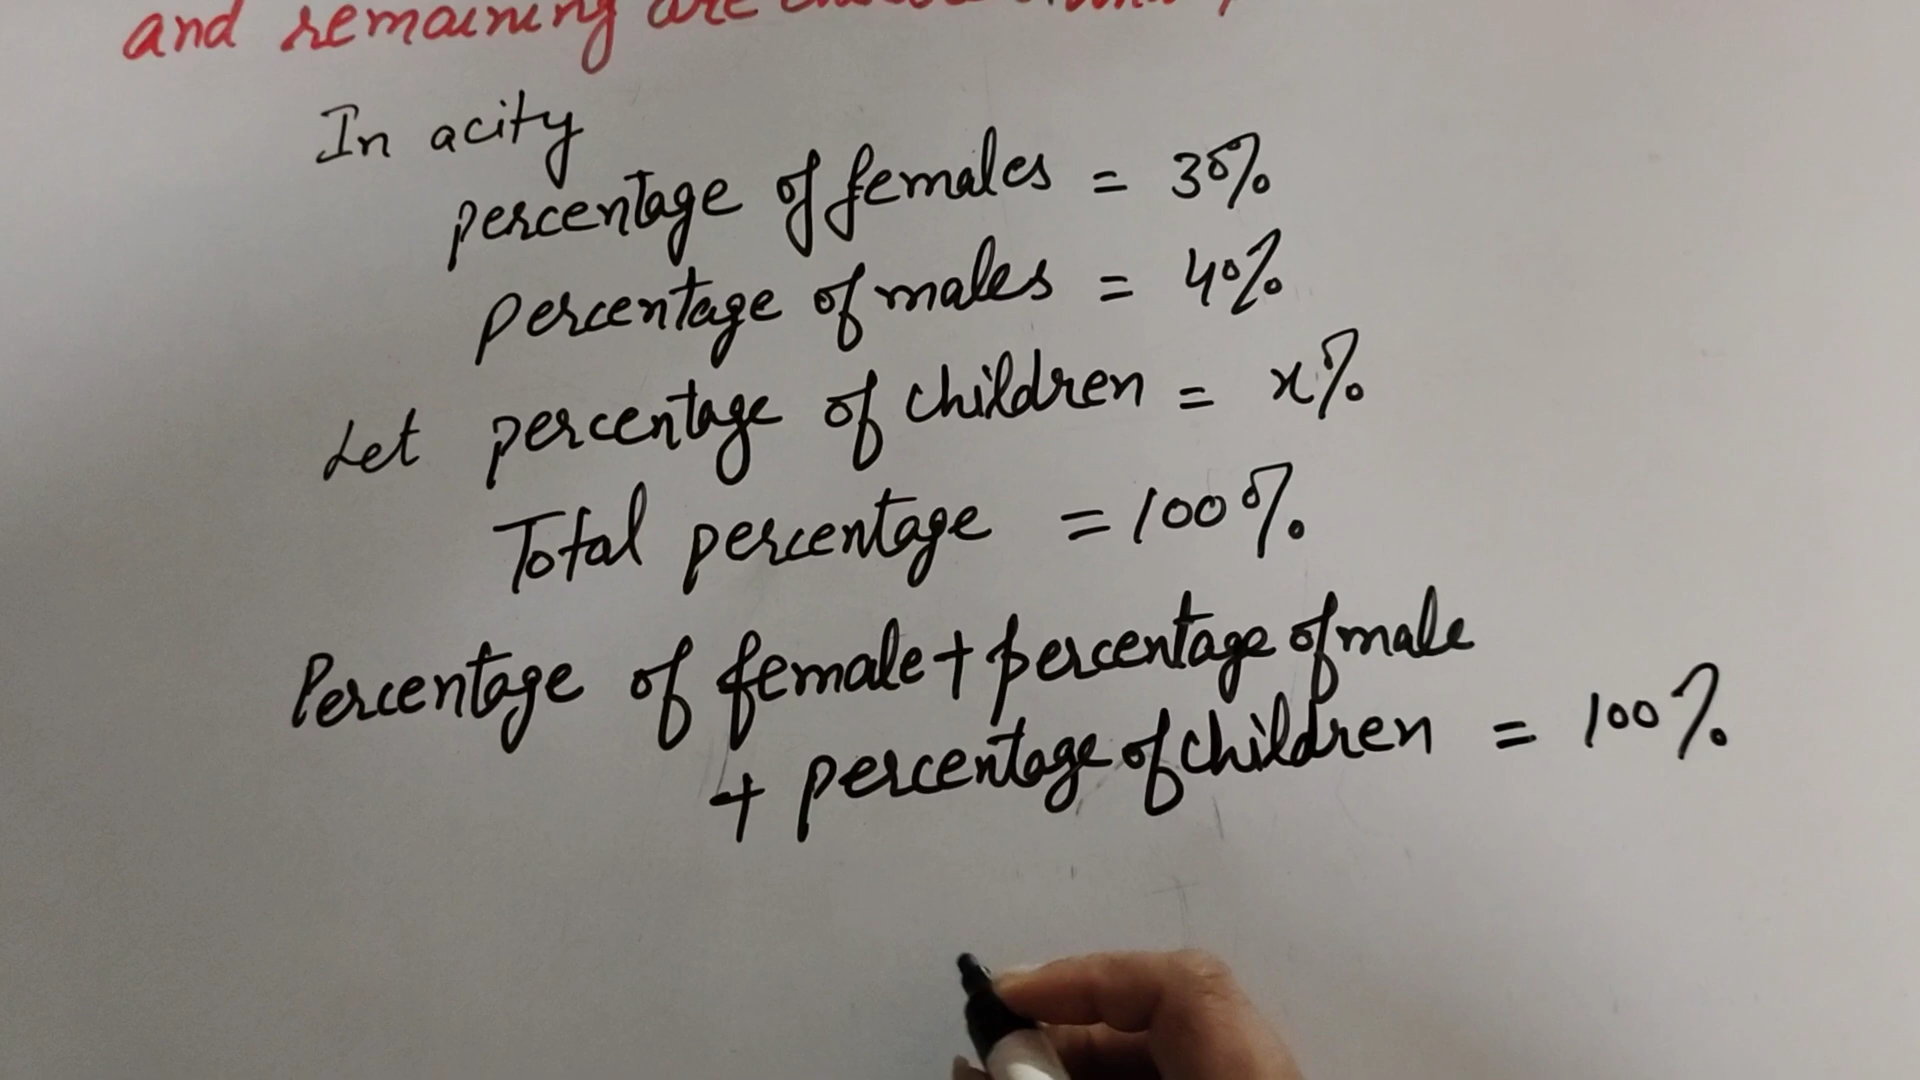 and remaining are
In acity
percentage of females = 30%
percentage of males = 40%
Let percentage of children = x%
Total percentage = 100%
Percentage of female + percentage of male
+ percentage of children = 100%